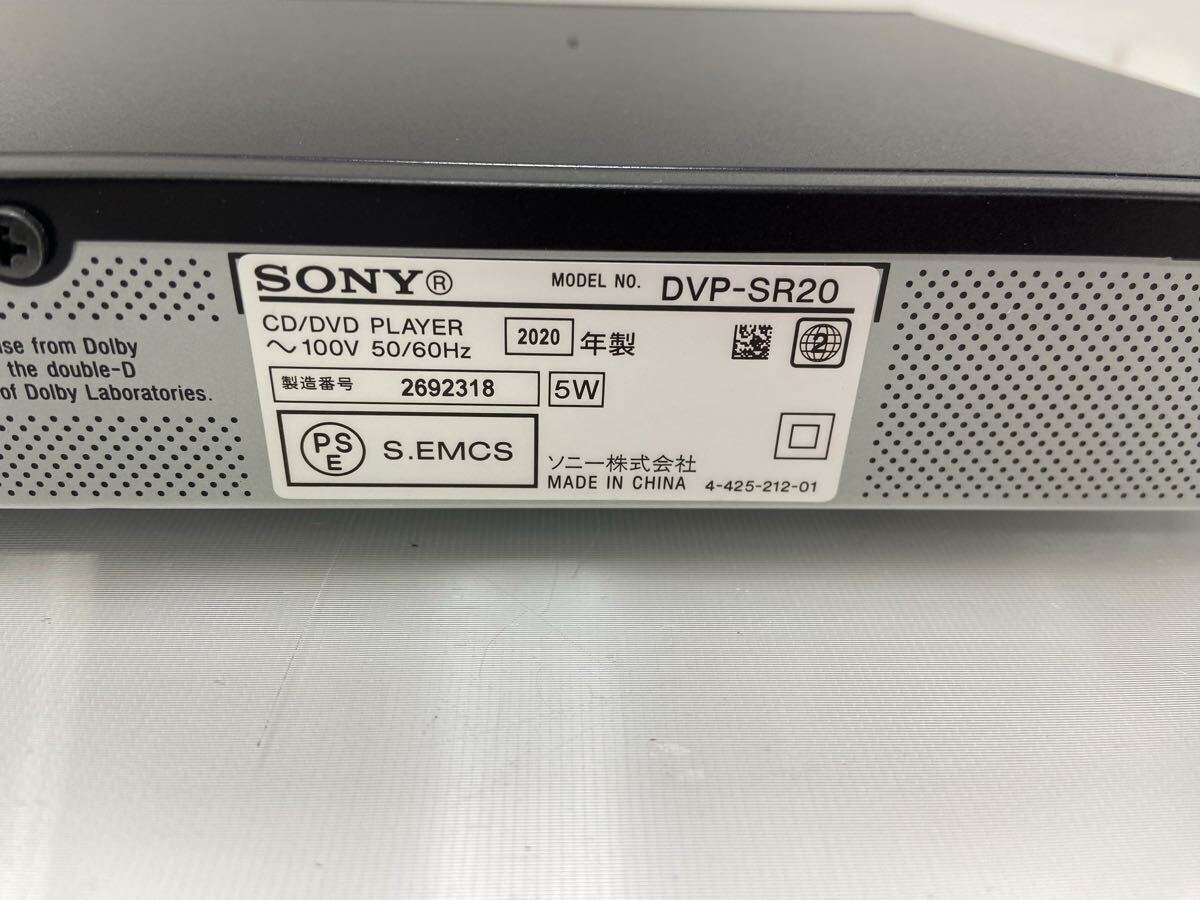 SONY®
MODEL NO. DVP-SR20
CD/DVD PLAYER
～100V 50/60Hz
2020 年製
2
製造番号 2692318
5W
PSE
S.EMCS
ソニー株式会社
MADE IN CHINA 4-425-212-01
from Dolby
the double-D
of Dolby Laboratories.